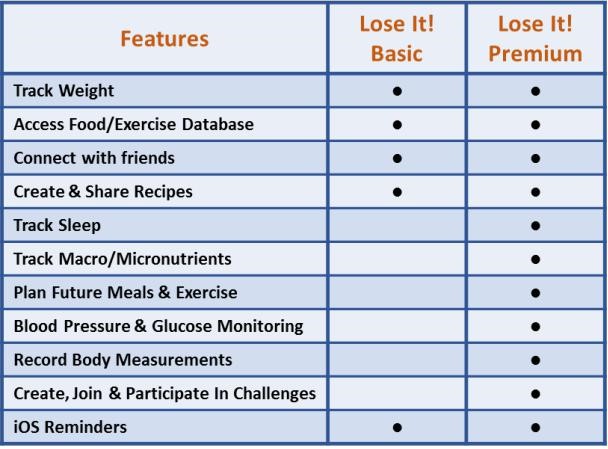 Features
Lose It!
Basic
Lose It!
Premium
Track Weight ● ●
Access Food/Exercise Database ● ●
Connect with friends ● ●
Create & Share Recipes ● ●
Track Sleep ●
Track Macro/Micronutrients ●
Plan Future Meals & Exercise ●
Blood Pressure & Glucose Monitoring ●
Record Body Measurements ●
Create, Join & Participate In Challenges ●
iOS Reminders ● ●